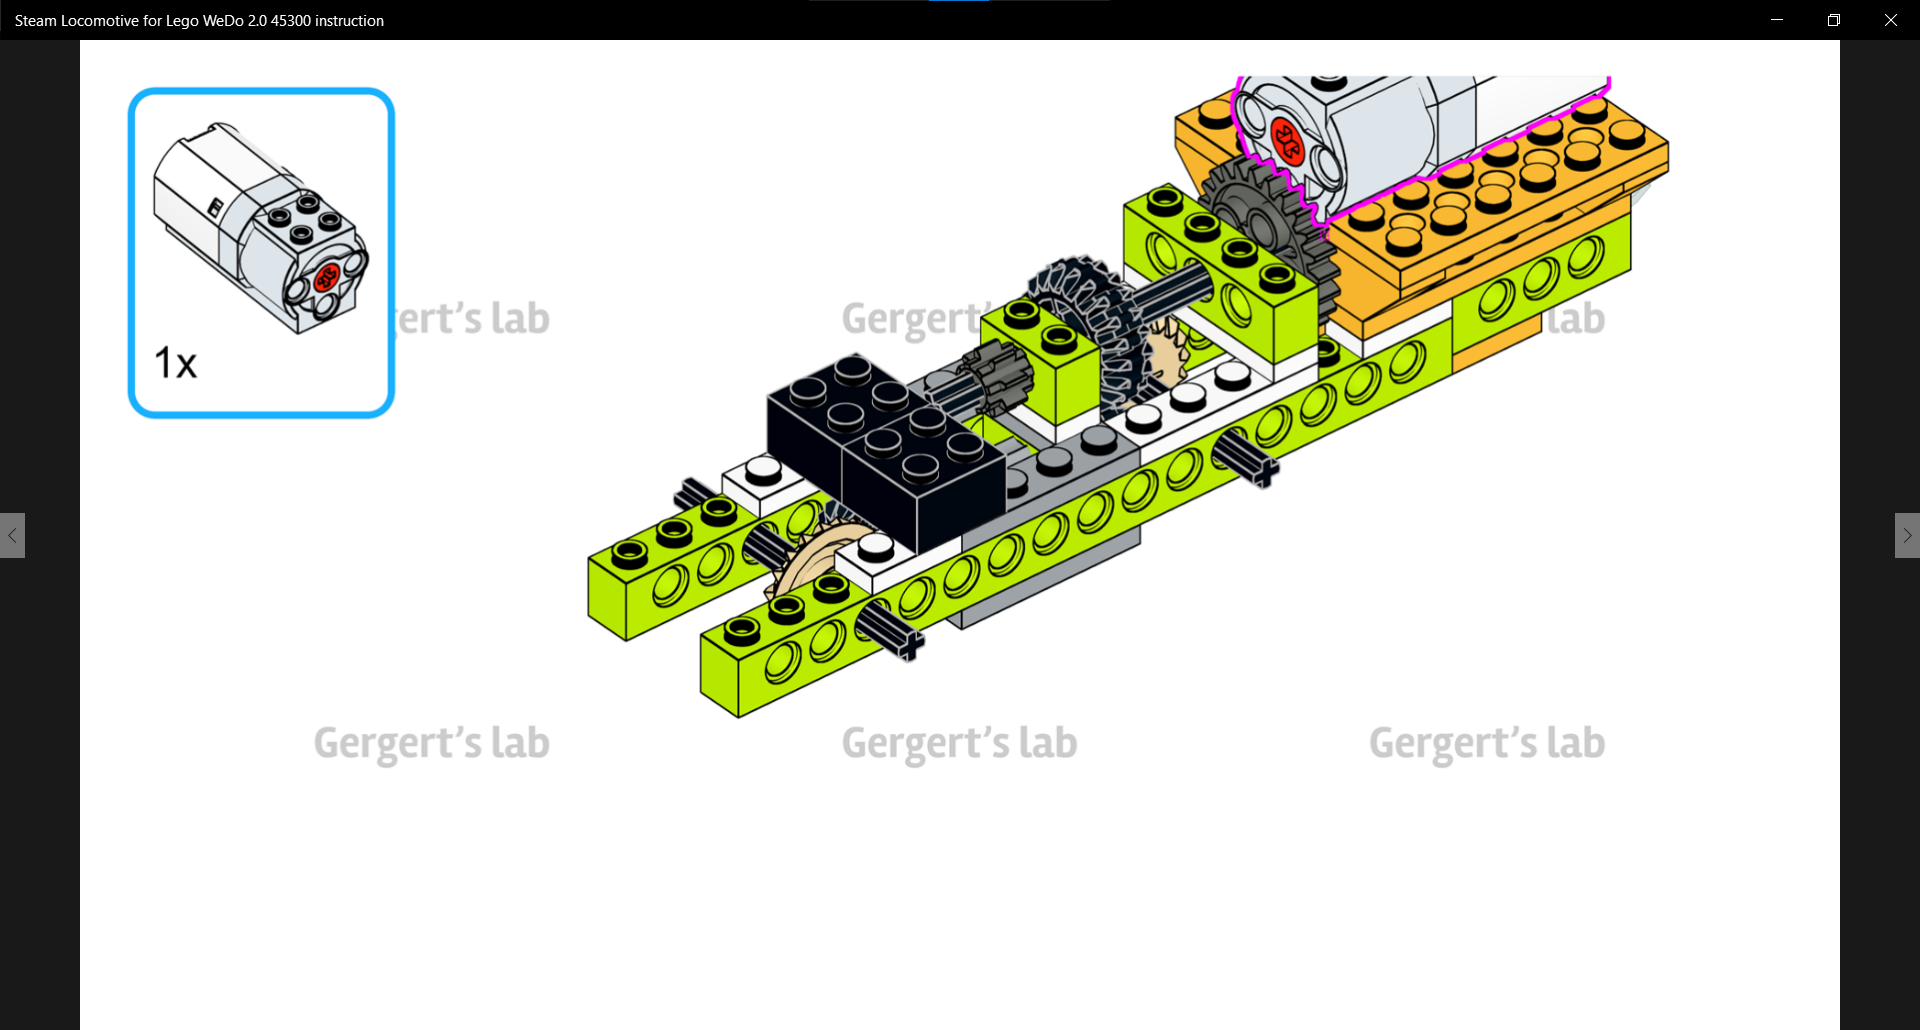 Steam Locomotive for Lego WeDo 2.0 45300 instruction
1x
ert's lab
Gergert
lab
Gergert's lab
Gergert's lab
Gergert's lab